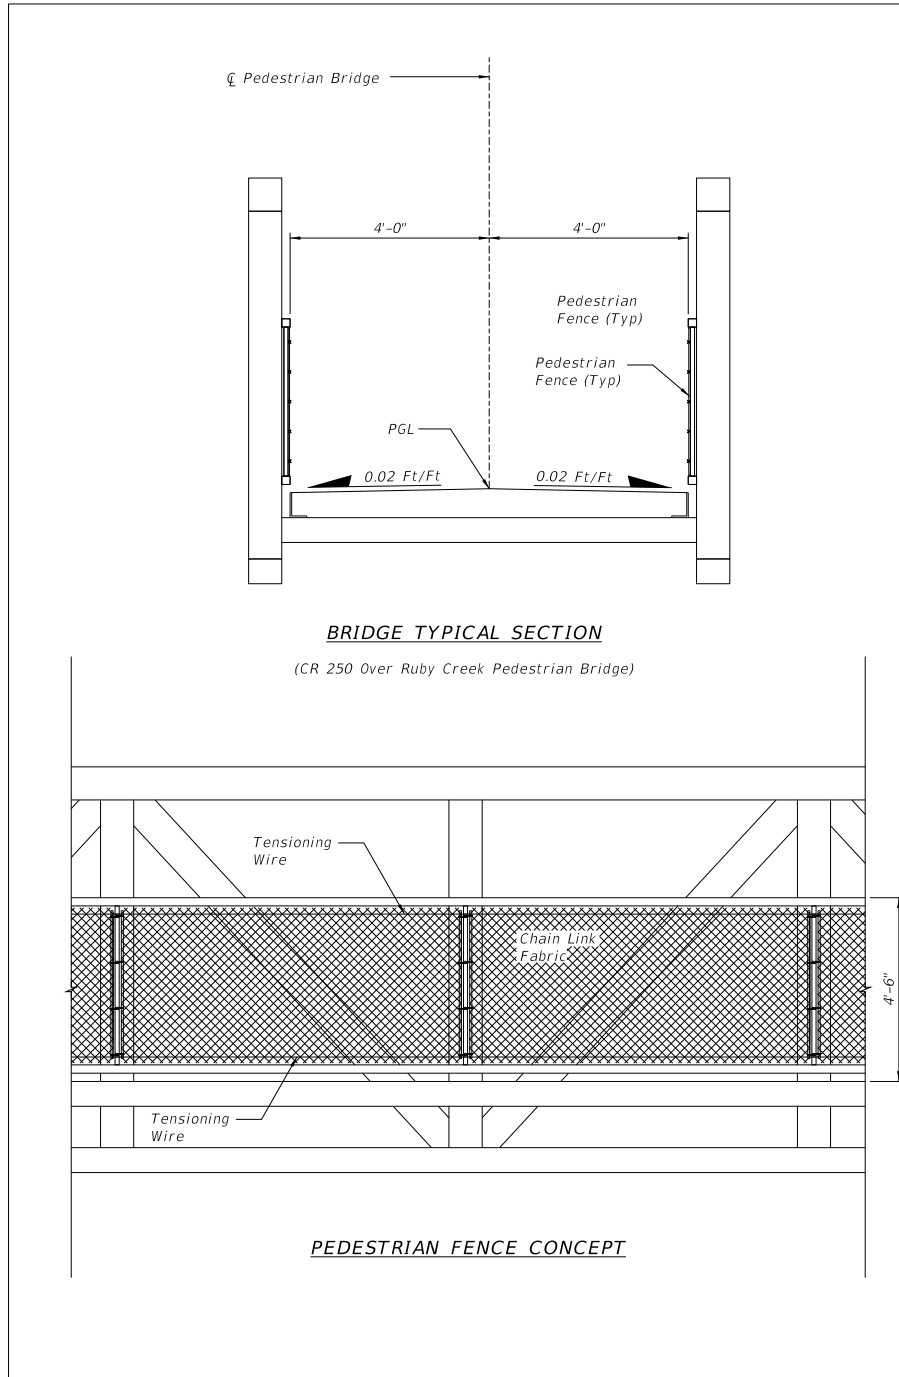 ℄ Pedestrian Bridge
4'-0"
4'-0"
Pedestrian
Fence (Typ)
Pedestrian
Fence (Typ)
PGL
0.02 Ft/Ft
0.02 Ft/Ft
BRIDGE TYPICAL SECTION
(CR 250 Over Ruby Creek Pedestrian Bridge)
Tensioning
Wire
Chain Link
Fabric
4'-6"
Tensioning
Wire
PEDESTRIAN FENCE CONCEPT